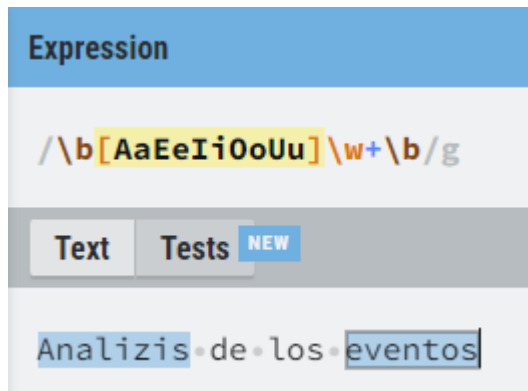 Expression
/\b[AaEeIiOoUu]\w+\b/g
Text Tests NEW
Analizis de los eventos